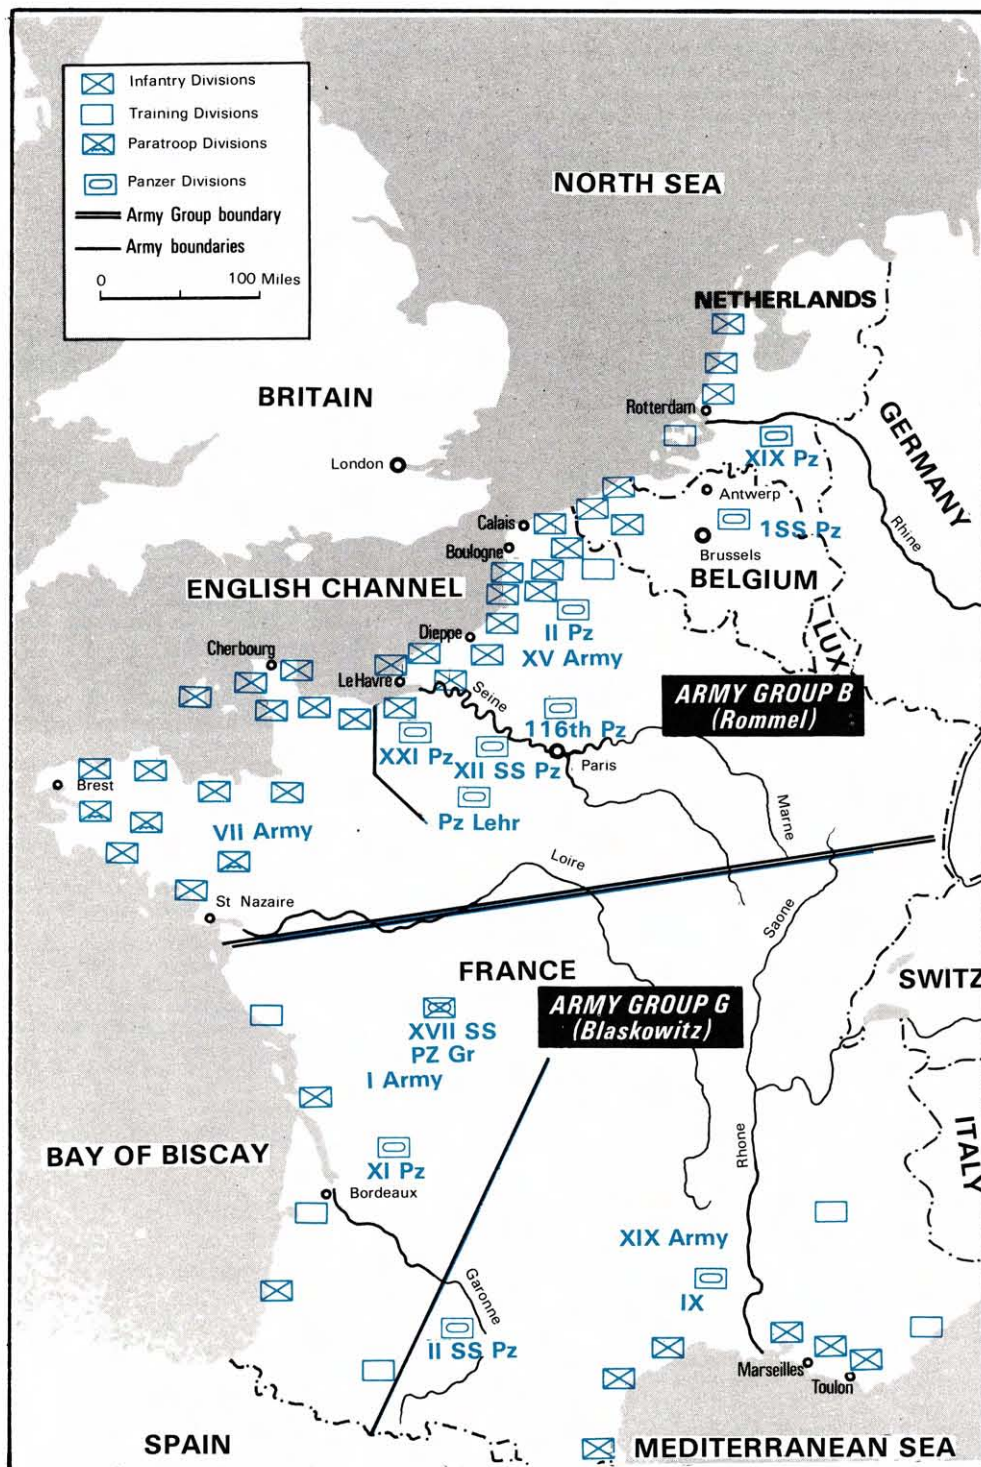 Infantry Divisions
Training Divisions
Paratroop Divisions
Panzer Divisions
Army Group boundary
Army boundaries
0 100 Miles
NORTH SEA
NETHERLANDS
BRITAIN
Rotterdam
GERMANY
XIX Pz
London
Antwerp
Calais
1SS Pz
Rhine
Boulogne
Brussels
ENGLISH CHANNEL
BELGIUM
Dieppe
II Pz
LUX
Cherbourg
XV Army
Le Havre
Seine
ARMY GROUP B
(Rommel)
116th Pz
XXI Pz
XII SS Pz
Paris
Brest
Marne
Pz Lehr
VII Army
Loire
St Nazaire
Saone
FRANCE
SWITZ
ARMY GROUP G
(Blaskowitz)
XVII SS
PZ Gr
I Army
BAY OF BISCAY
XI Pz
Rhone
ITALY
Bordeaux
XIX Army
Garonne
IX
II SS Pz
Marseilles
Toulon
SPAIN
MEDITERRANEAN SEA